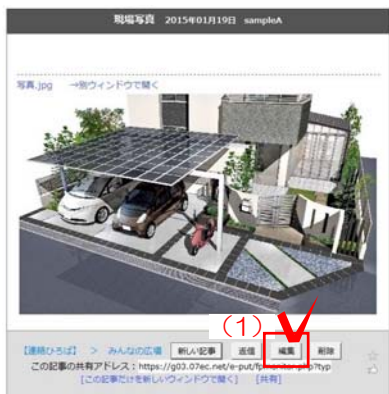 現場写真 2015年01月19日 sampleA
写真.jpg →別ウィンドウで開く
(1)
【連絡ひろば】 > みんなの広場 新しい記事 返信 編集 削除
この記事の共有アドレス：https://g03.07ec.net/e-put/fpmonitor.php?typ
[この記事だけを新しいウィンドウで開く] [共有]